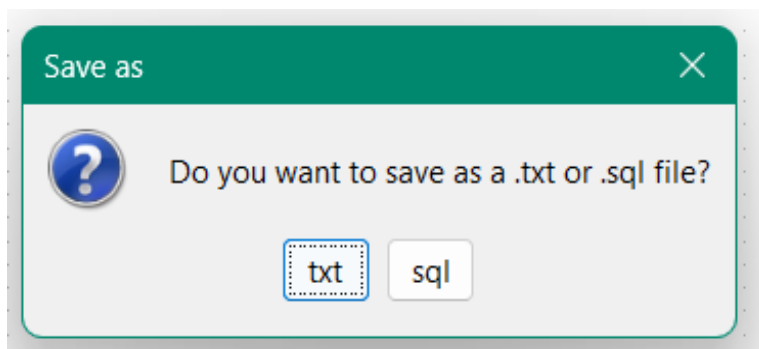 Save as
Do you want to save as a .txt or .sql file?
txt sql